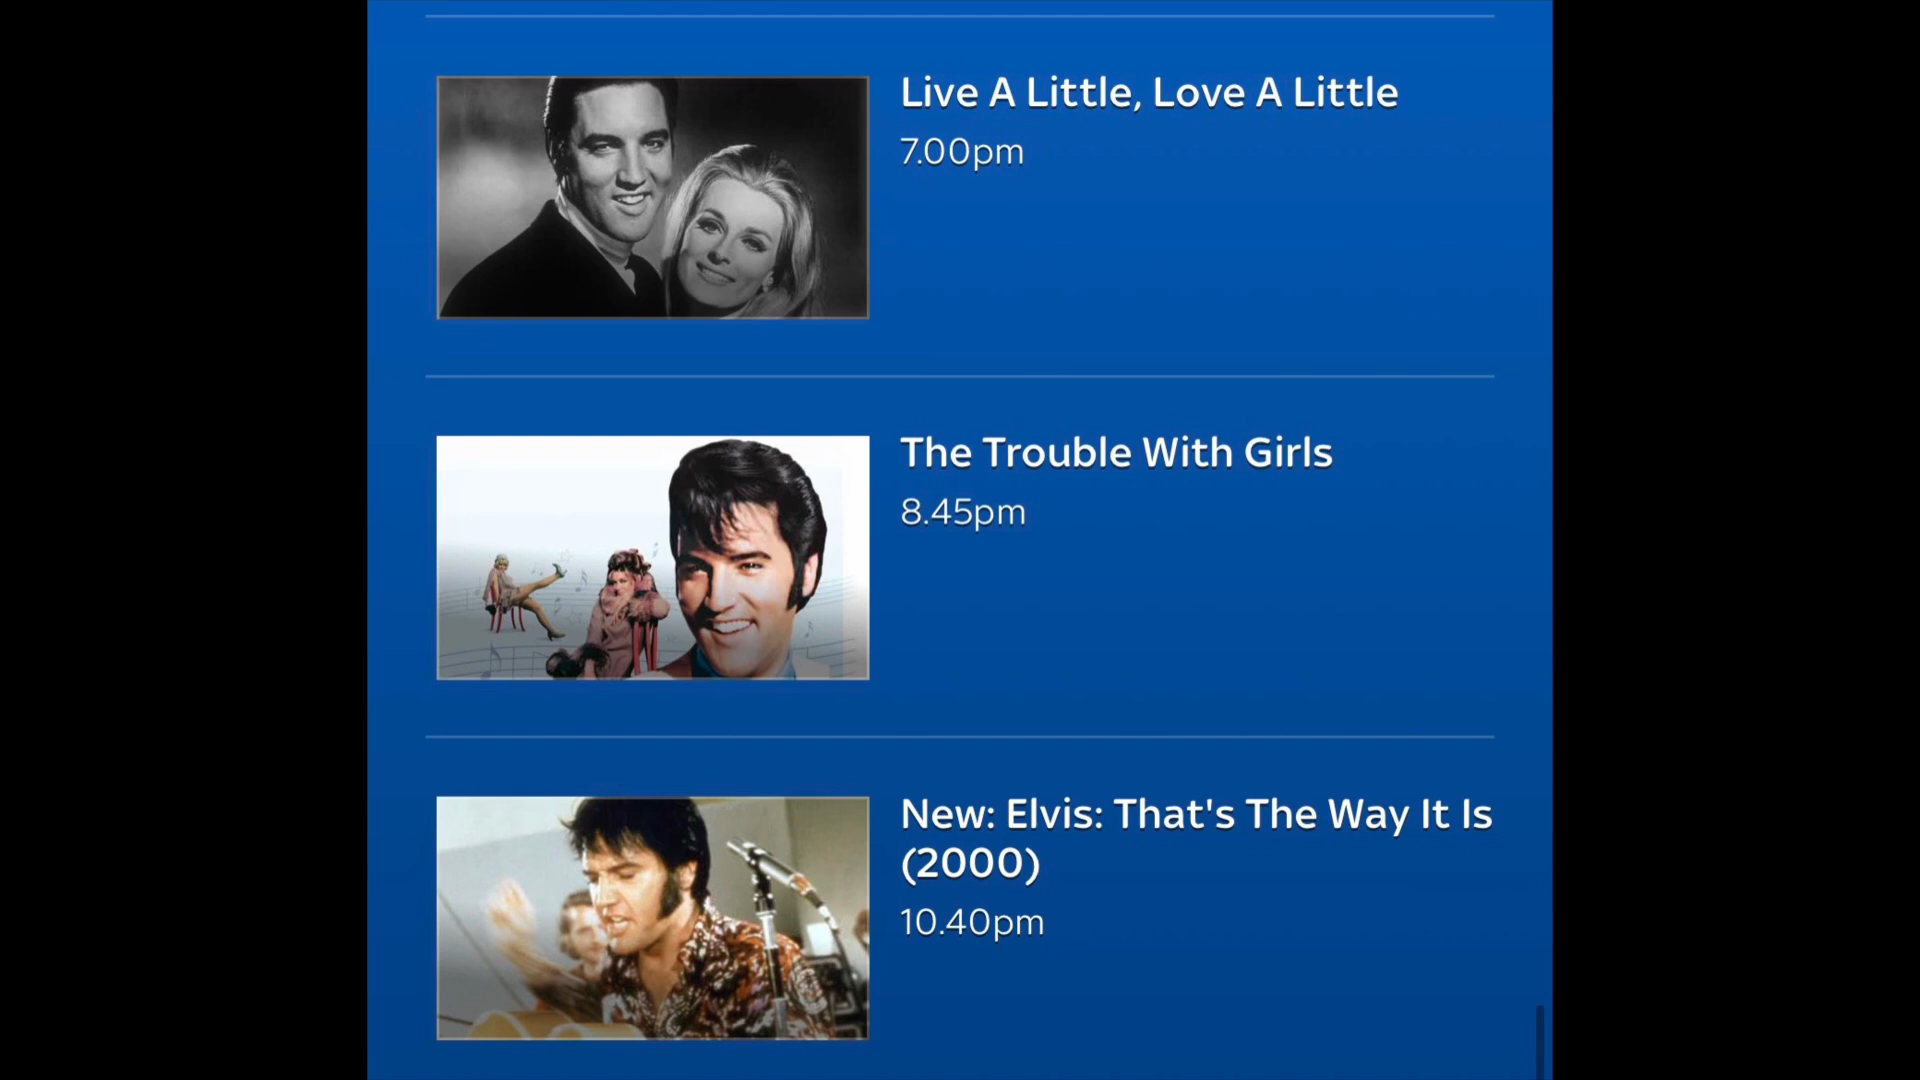 Live A Little, Love A Little
7.00pm
The Trouble With Girls
8.45pm
New: Elvis: That's The Way It Is
(2000)
10.40pm